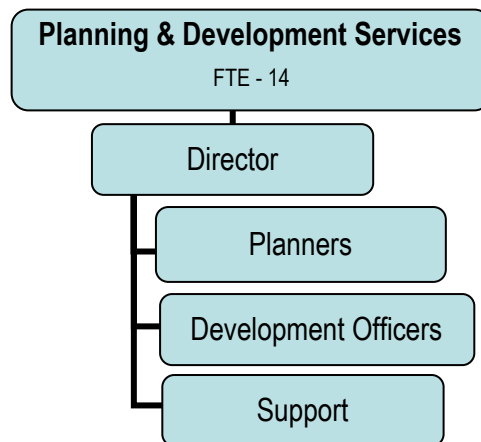 Planning & Development Services
FTE - 14
Director
Planners
Development Officers
Support